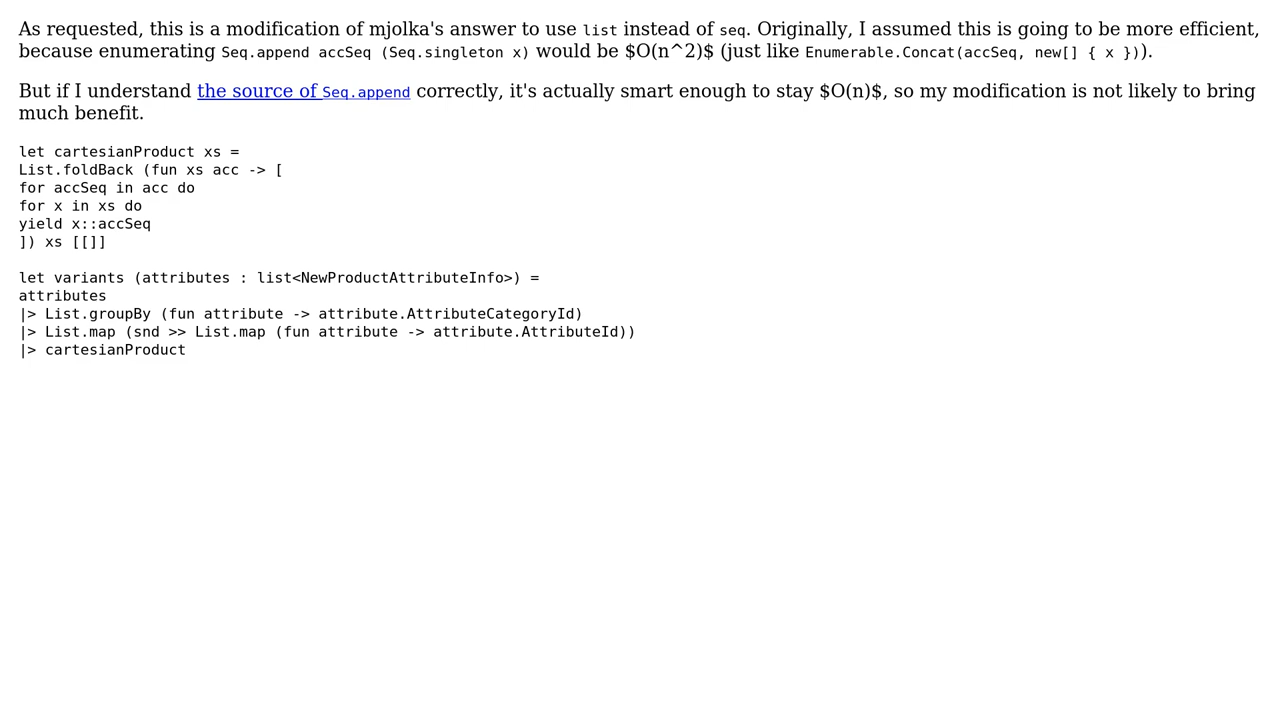 As requested, this is a modification of mjolka's answer to use list instead of seq. Originally, I assumed this is going to be more efficient,
because enumerating Seq.append accSeq (Seq.singleton x) would be $O(n^2)$ (just like Enumerable.Concat(accSeq, new[] { x })).
But if I understand the source of Seq.append correctly, it's actually smart enough to stay $O(n)$, so my modification is not likely to bring
much benefit.
let cartesianProduct xs =
List.foldBack (fun xs acc -> [
for accSeq in acc do
for x in xs do
yield x::accSeq
]) xs [[]]
let variants (attributes : list<NewProductAttributeInfo>) =
attributes
|> List.groupBy (fun attribute -> attribute.AttributeCategoryId)
|> List.map (snd >> List.map (fun attribute -> attribute.AttributeId))
|> cartesianProduct